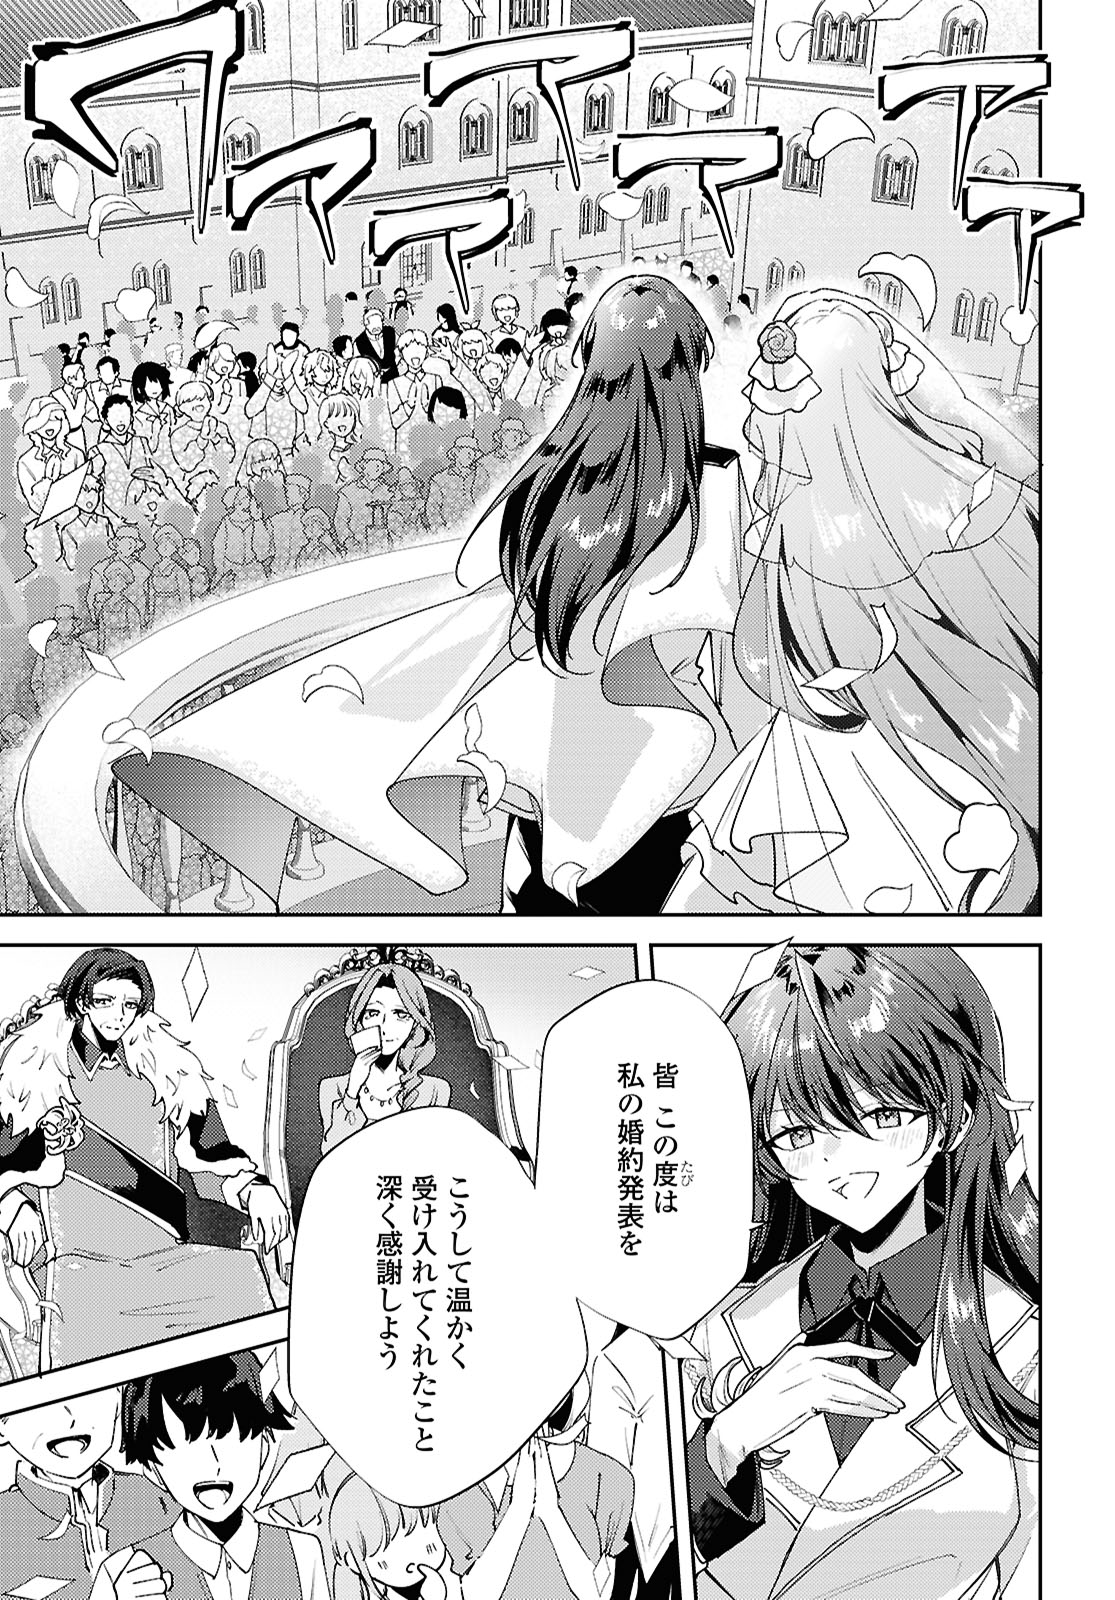 ワァァァァァァ
皆 この度は
たび
私の婚約発表を
こうして温かく
受け入れてくれたこと
深く感謝しよう